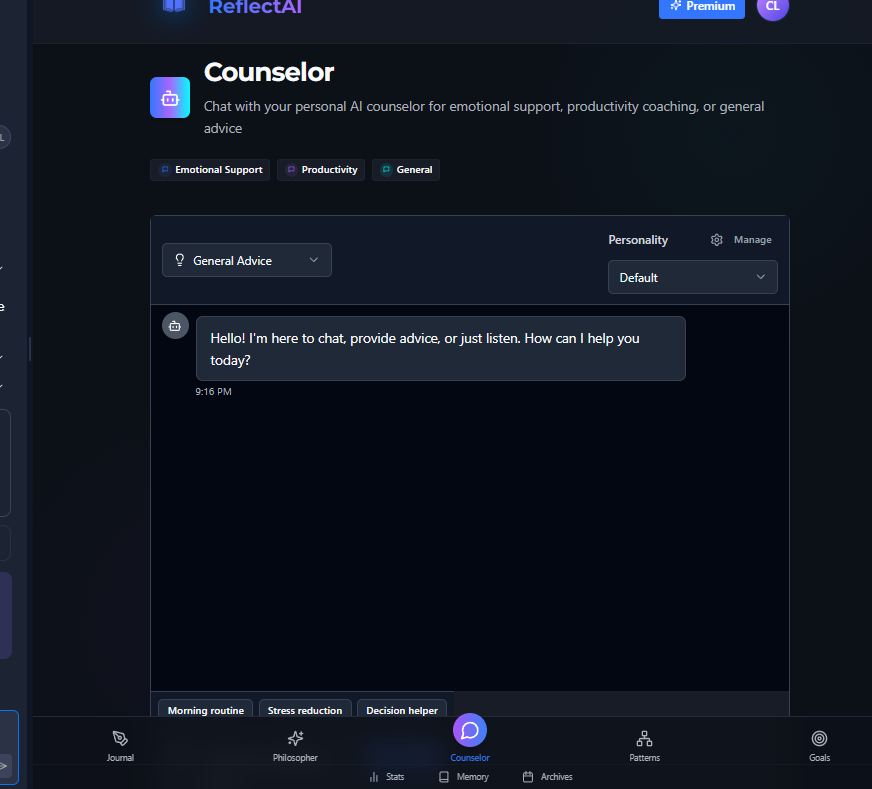 ReflectAI
Premium
CL
Counselor
Chat with your personal AI counselor for emotional support, productivity coaching, or general
advice
Emotional Support
Productivity
General
Personality
Manage
General Advice
Default
Hello! I'm here to chat, provide advice, or just listen. How can I help you
today?
9:16 PM
Morning routine
Stress reduction
Decision helper
Journal
Philosopher
Counselor
Patterns
Goals
Stats
Memory
Archives